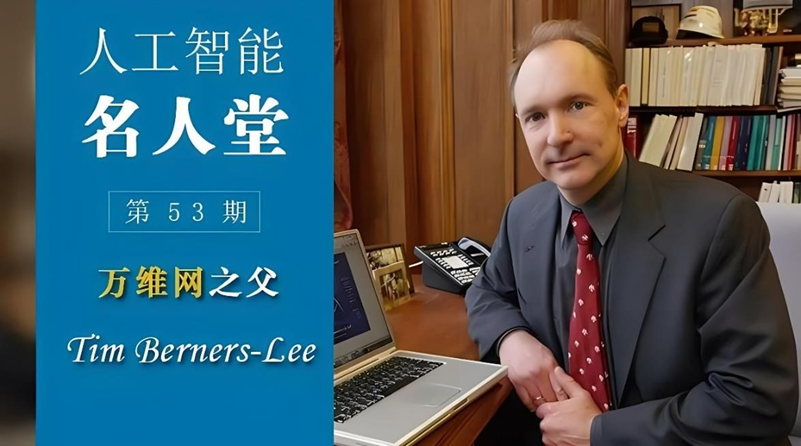 人工智能
名人堂
第 53 期
万维网之父
Tim Berners-Lee